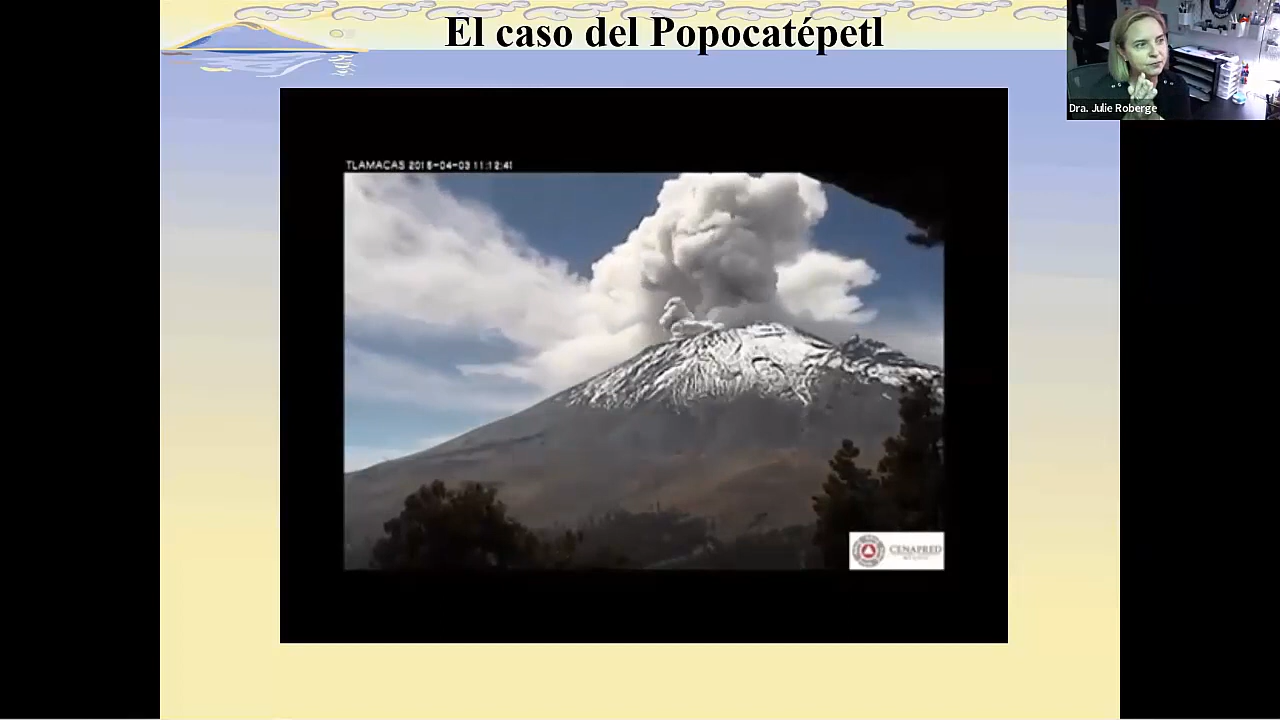 El caso del Popocatépetl
Dra. Julie Roberge
TLAMACAS 2016-04-03 11:12:41
CENAPRED